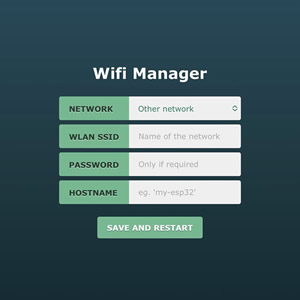 Wifi Manager
NETWORK Other network
WLAN SSID Name of the network
PASSWORD Only if required
HOSTNAME eg. 'my-esp32'
SAVE AND RESTART